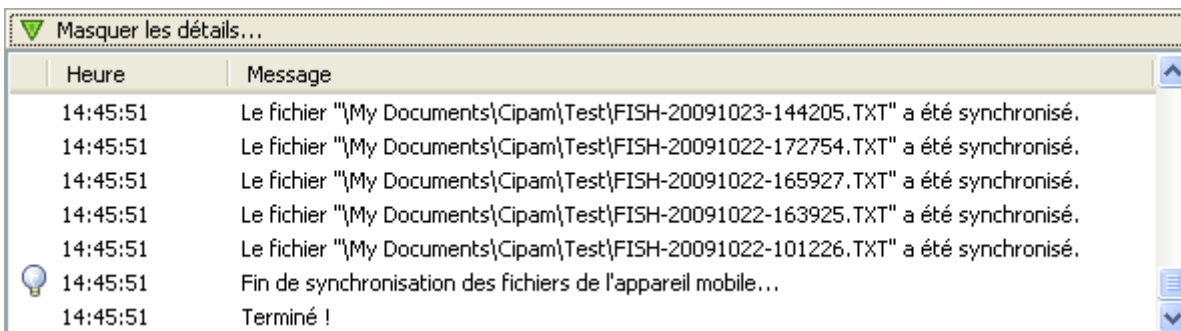 Masquer les détails...
Heure Message
14:45:51 Le fichier "\My Documents\Cipam\Test\FISH-20091023-144205.TXT" a été synchronisé.
14:45:51 Le fichier "\My Documents\Cipam\Test\FISH-20091022-172754.TXT" a été synchronisé.
14:45:51 Le fichier "\My Documents\Cipam\Test\FISH-20091022-165927.TXT" a été synchronisé.
14:45:51 Le fichier "\My Documents\Cipam\Test\FISH-20091022-163925.TXT" a été synchronisé.
14:45:51 Le fichier "\My Documents\Cipam\Test\FISH-20091022-101226.TXT" a été synchronisé.
14:45:51 Fin de synchronisation des fichiers de l'appareil mobile...
14:45:51 Terminé !